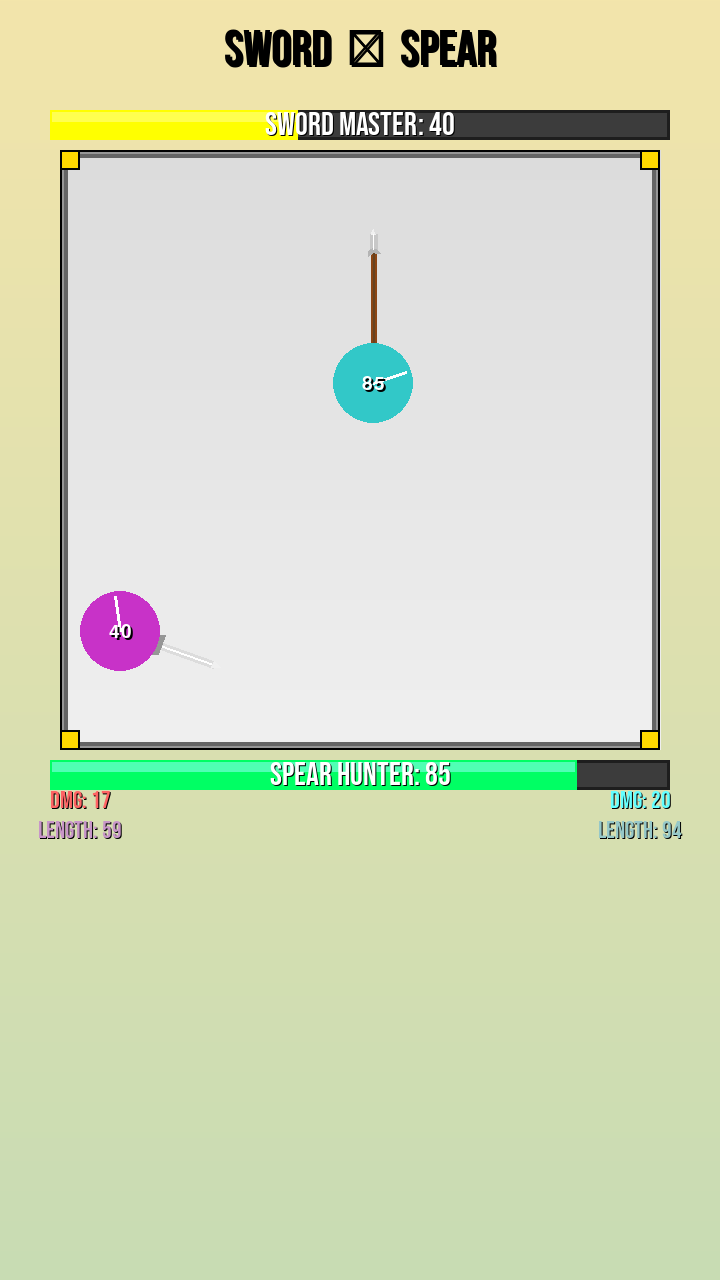 SWORD SPEAR
SWORD MASTER: 40
85
40
SPEAR HUNTER: 85
DMG: 17 DMG: 20
LENGTH: 59 LENGTH: 94